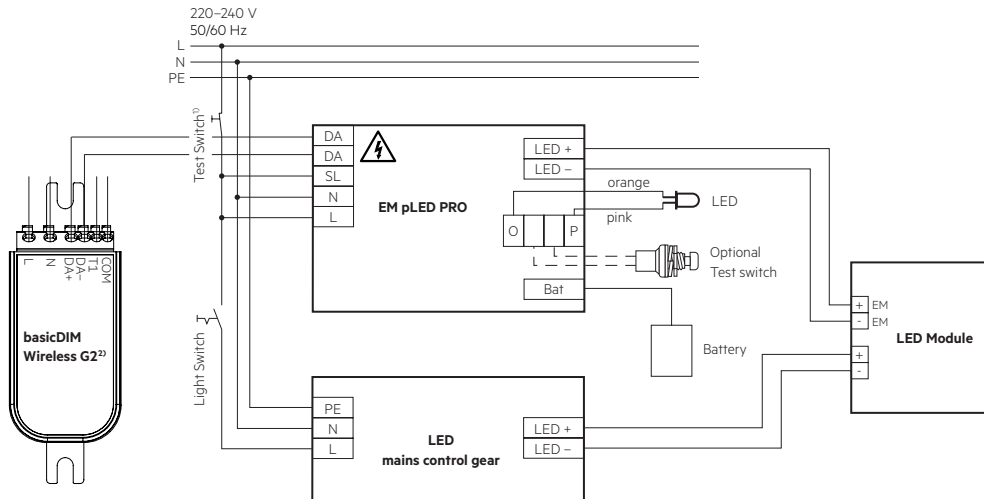 220–240 V
50/60 Hz
L
N
PE
Test Switch¹⁾
DA
DA
SL
N
L
EM pLED PRO
LED +
LED –
orange
pink
LED
O
P
Optional
Test switch
Bat
Battery
L
N
DA+
DA-
T1
COM
basicDIM
Wireless G2²⁾
Light Switch
PE
N
L
LED
mains control gear
LED +
LED –
+ EM
- EM
+
-
LED Module